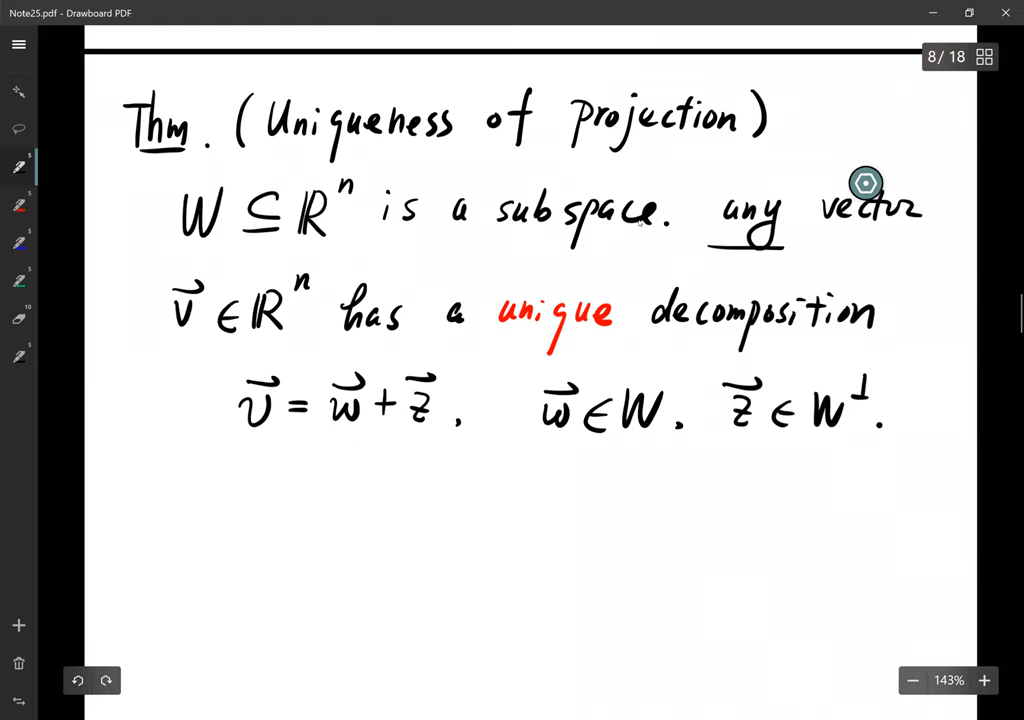 Note25.pdf - Drawboard PDF
8 / 18
Thm. (Uniqueness of projection)
W ⊆ ℝⁿ is a subspace. any vector
v⃗ ∈ ℝⁿ has a unique decomposition
v⃗ = w⃗ + z⃗, w⃗ ∈ W, z⃗ ∈ W^⊥.
143%